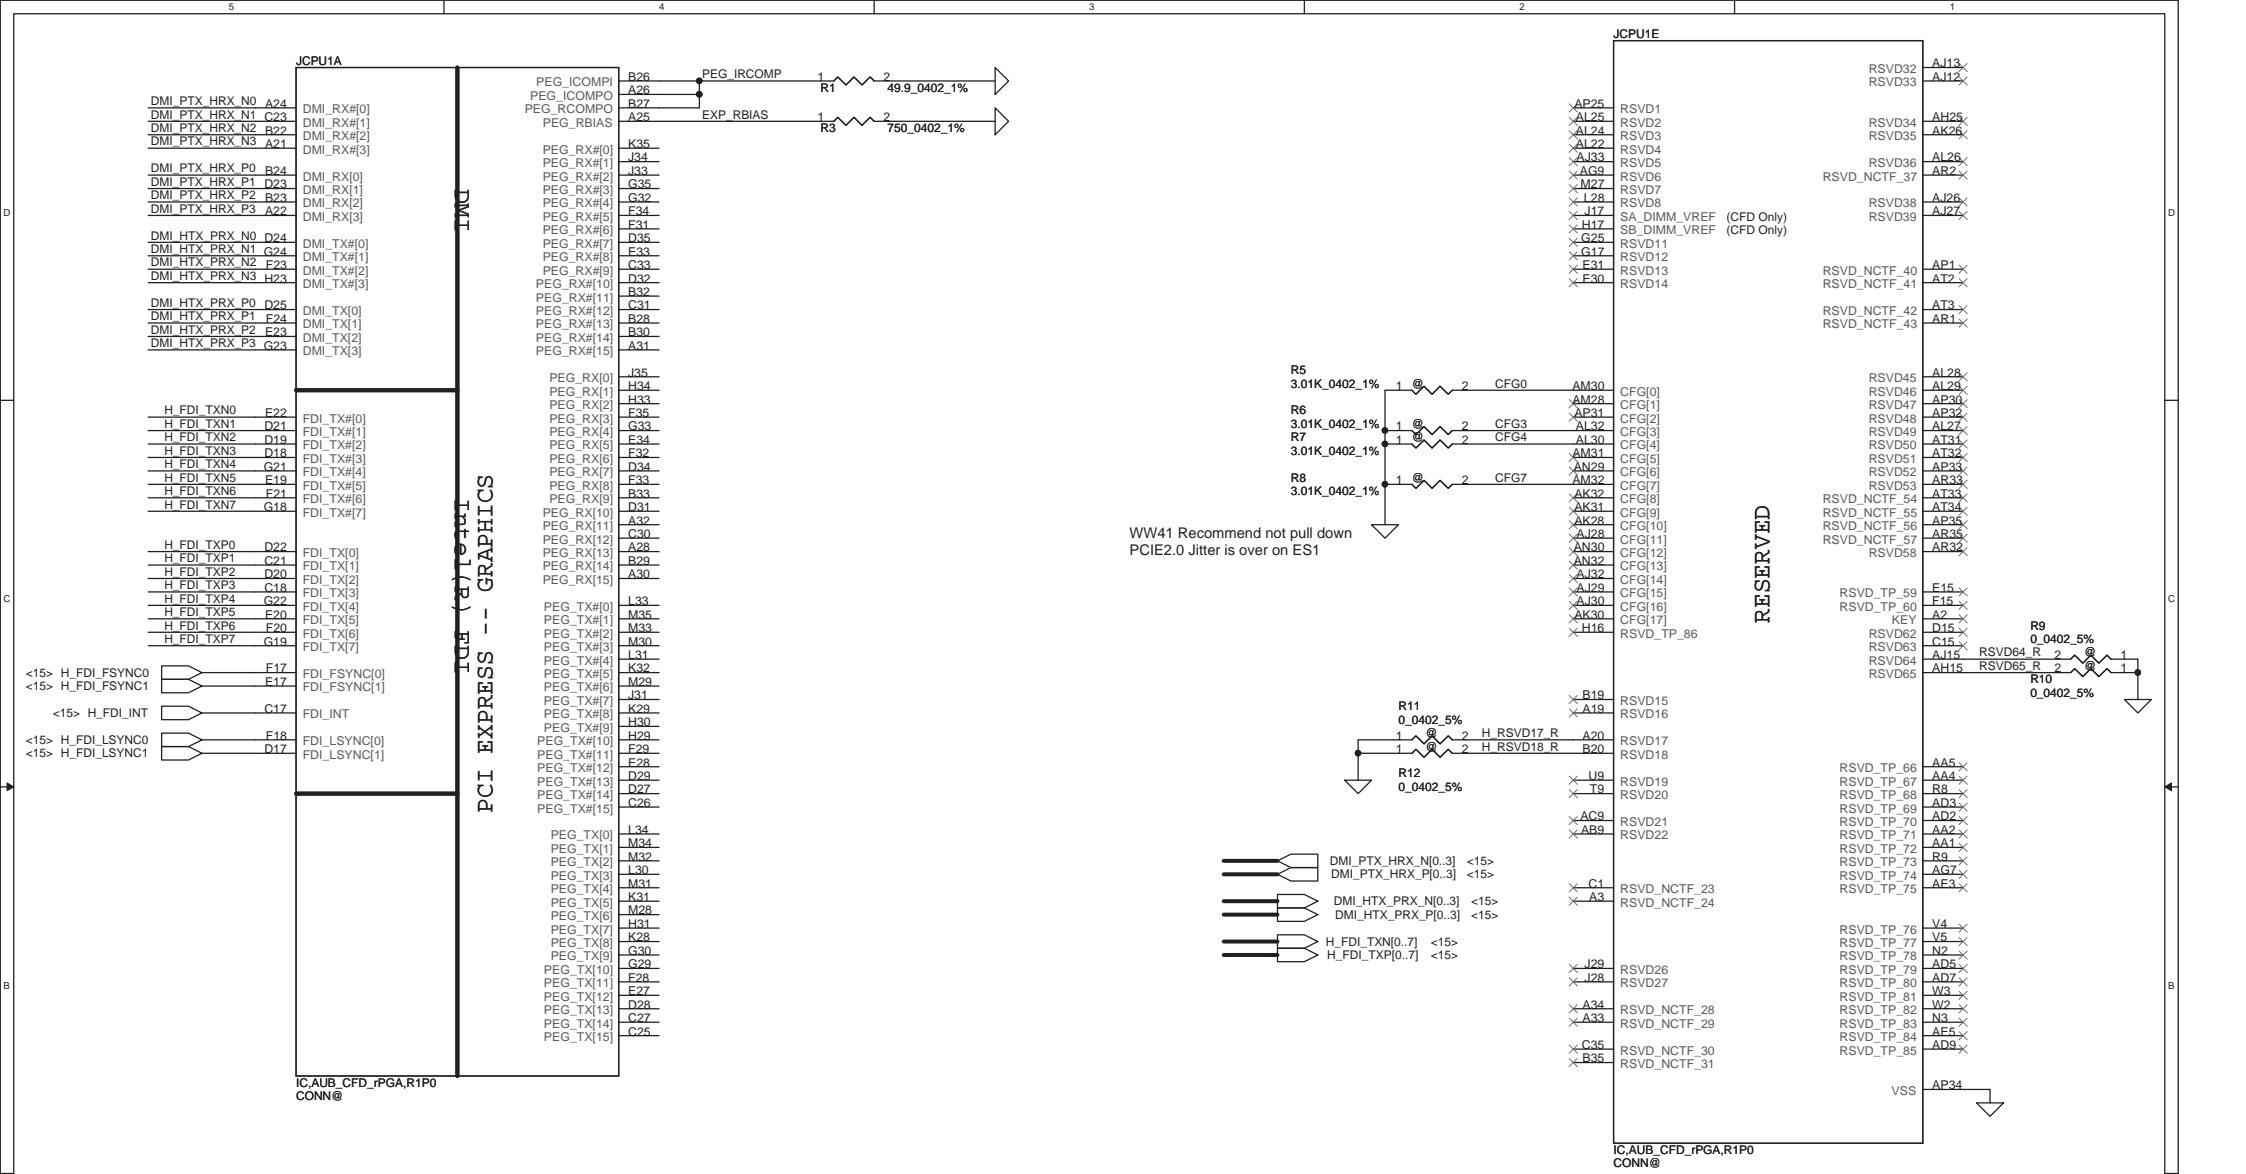 5 4 3 2 1
JCPU1A
DMI_PTX_HRX_N0 A24 DMI_RX#[0]
DMI_PTX_HRX_N1 C23 DMI_RX#[1]
DMI_PTX_HRX_N2 B22 DMI_RX#[2]
DMI_PTX_HRX_N3 A21 DMI_RX#[3]
DMI_PTX_HRX_P0 B24 DMI_RX[0]
DMI_PTX_HRX_P1 D23 DMI_RX[1]
DMI_PTX_HRX_P2 B23 DMI_RX[2]
DMI_PTX_HRX_P3 A22 DMI_RX[3]
DMI_HTX_PRX_N0 D24 DMI_TX#[0]
DMI_HTX_PRX_N1 G24 DMI_TX#[1]
DMI_HTX_PRX_N2 F23 DMI_TX#[2]
DMI_HTX_PRX_N3 H23 DMI_TX#[3]
DMI_HTX_PRX_P0 D25 DMI_TX[0]
DMI_HTX_PRX_P1 F24 DMI_TX[1]
DMI_HTX_PRX_P2 E23 DMI_TX[2]
DMI_HTX_PRX_P3 G23 DMI_TX[3]
H_FDI_TXN0 E22 FDI_TX#[0]
H_FDI_TXN1 D21 FDI_TX#[1]
H_FDI_TXN2 D19 FDI_TX#[2]
H_FDI_TXN3 D18 FDI_TX#[3]
H_FDI_TXN4 G21 FDI_TX#[4]
H_FDI_TXN5 E19 FDI_TX#[5]
H_FDI_TXN6 F21 FDI_TX#[6]
H_FDI_TXN7 G18 FDI_TX#[7]
H_FDI_TXP0 D22 FDI_TX[0]
H_FDI_TXP1 C21 FDI_TX[1]
H_FDI_TXP2 D20 FDI_TX[2]
H_FDI_TXP3 C18 FDI_TX[3]
H_FDI_TXP4 G22 FDI_TX[4]
H_FDI_TXP5 E20 FDI_TX[5]
H_FDI_TXP6 F20 FDI_TX[6]
H_FDI_TXP7 G19 FDI_TX[7]
<15> H_FDI_FSYNC0 F17 FDI_FSYNC[0]
<15> H_FDI_FSYNC1 E17 FDI_FSYNC[1]
<15> H_FDI_INT C17 FDI_INT
<15> H_FDI_LSYNC0 F18 FDI_LSYNC[0]
<15> H_FDI_LSYNC1 D17 FDI_LSYNC[1]
DMI
Intel(R) FDI
PCI EXPRESS -- GRAPHICS
PEG_ICOMPI B26 PEG_IRCOMP 1 R1 2 49.9_0402_1%
PEG_ICOMPO A26
PEG_RCOMPO B27
PEG_RBIAS A25 EXP_RBIAS 1 R3 2 750_0402_1%
PEG_RX#[0] K35
PEG_RX#[1] J34
PEG_RX#[2] J33
PEG_RX#[3] G35
PEG_RX#[4] G32
PEG_RX#[5] F34
PEG_RX#[6] F31
PEG_RX#[7] D35
PEG_RX#[8] E33
PEG_RX#[9] C33
PEG_RX#[10] D32
PEG_RX#[11] B32
PEG_RX#[12] C31
PEG_RX#[13] B28
PEG_RX#[14] B30
PEG_RX#[15] A31
PEG_RX[0] J35
PEG_RX[1] H34
PEG_RX[2] H33
PEG_RX[3] F35
PEG_RX[4] G33
PEG_RX[5] E34
PEG_RX[6] F32
PEG_RX[7] D34
PEG_RX[8] F33
PEG_RX[9] B33
PEG_RX[10] D31
PEG_RX[11] A32
PEG_RX[12] C30
PEG_RX[13] A28
PEG_RX[14] B29
PEG_RX[15] A30
PEG_TX#[0] L33
PEG_TX#[1] M35
PEG_TX#[2] M33
PEG_TX#[3] M30
PEG_TX#[4] L31
PEG_TX#[5] K32
PEG_TX#[6] M29
PEG_TX#[7] J31
PEG_TX#[8] K29
PEG_TX#[9] H30
PEG_TX#[10] H29
PEG_TX#[11] F29
PEG_TX#[12] E28
PEG_TX#[13] D29
PEG_TX#[14] D27
PEG_TX#[15] C26
PEG_TX[0] L34
PEG_TX[1] M34
PEG_TX[2] M32
PEG_TX[3] L30
PEG_TX[4] M31
PEG_TX[5] K31
PEG_TX[6] M28
PEG_TX[7] H31
PEG_TX[8] K28
PEG_TX[9] G30
PEG_TX[10] G29
PEG_TX[11] F28
PEG_TX[12] E27
PEG_TX[13] D28
PEG_TX[14] C27
PEG_TX[15] C25
IC,AUB_CFD_rPGA,R1P0
CONN@
JCPU1E
AP25 RSVD1
AL25 RSVD2
AL24 RSVD3
AL22 RSVD4
AJ33 RSVD5
AG9 RSVD6
M27 RSVD7
L28 RSVD8
J17 SA_DIMM_VREF (CFD Only)
H17 SB_DIMM_VREF (CFD Only)
G25 RSVD11
G17 RSVD12
E31 RSVD13
E30 RSVD14
R5 3.01K_0402_1% 1 @ 2 CFG0 AM30 CFG[0]
AM28 CFG[1]
AP31 CFG[2]
R6 3.01K_0402_1% 1 @ 2 CFG3 AL32 CFG[3]
R7 3.01K_0402_1% 1 @ 2 CFG4 AL30 CFG[4]
AM31 CFG[5]
AN29 CFG[6]
R8 3.01K_0402_1% 1 @ 2 CFG7 AM32 CFG[7]
AK32 CFG[8]
AK31 CFG[9]
AK28 CFG[10]
AJ28 CFG[11]
AN30 CFG[12]
AN32 CFG[13]
AJ32 CFG[14]
AJ29 CFG[15]
AJ30 CFG[16]
AK30 CFG[17]
H16 RSVD_TP_86
WW41 Recommend not pull down
PCIE2.0 Jitter is over on ES1
B19 RSVD15
A19 RSVD16
R11 0_0402_5% 1 @ 2 H_RSVD17_R A20 RSVD17
R12 0_0402_5% 1 @ 2 H_RSVD18_R B20 RSVD18
U9 RSVD19
T9 RSVD20
AC9 RSVD21
AB9 RSVD22
C1 RSVD_NCTF_23
A3 RSVD_NCTF_24
J29 RSVD26
J28 RSVD27
A34 RSVD_NCTF_28
A33 RSVD_NCTF_29
C35 RSVD_NCTF_30
B35 RSVD_NCTF_31
DMI_PTX_HRX_N[0..3] <15>
DMI_PTX_HRX_P[0..3] <15>
DMI_HTX_PRX_N[0..3] <15>
DMI_HTX_PRX_P[0..3] <15>
H_FDI_TXN[0..7] <15>
H_FDI_TXP[0..7] <15>
RESERVED
RSVD32 AJ13
RSVD33 AJ12
RSVD34 AH25
RSVD35 AK26
RSVD36 AL26
RSVD_NCTF_37 AR2
RSVD38 AJ26
RSVD39 AJ27
RSVD_NCTF_40 AP1
RSVD_NCTF_41 AT2
RSVD_NCTF_42 AT3
RSVD_NCTF_43 AR1
RSVD45 AL28
RSVD46 AL29
RSVD47 AP30
RSVD48 AP32
RSVD49 AL27
RSVD50 AT31
RSVD51 AT32
RSVD52 AP33
RSVD53 AR33
RSVD_NCTF_54 AT33
RSVD_NCTF_55 AT34
RSVD_NCTF_56 AP35
RSVD_NCTF_57 AR35
RSVD58 AR32
RSVD_TP_59 E15
RSVD_TP_60 F15
KEY A2
RSVD62 D15
RSVD63 C15
RSVD64 AJ15 RSVD64_R 2 @ 1 R9 0_0402_5%
RSVD65 AH15 RSVD65_R 2 @ 1 R10 0_0402_5%
RSVD_TP_66 AA5
RSVD_TP_67 AA4
RSVD_TP_68 R8
RSVD_TP_69 AD3
RSVD_TP_70 AD2
RSVD_TP_71 AA2
RSVD_TP_72 AA1
RSVD_TP_73 R9
RSVD_TP_74 AG7
RSVD_TP_75 AE3
RSVD_TP_76 V4
RSVD_TP_77 V5
RSVD_TP_78 N2
RSVD_TP_79 AD5
RSVD_TP_80 AD7
RSVD_TP_81 W3
RSVD_TP_82 W2
RSVD_TP_83 N3
RSVD_TP_84 AE5
RSVD_TP_85 AD9
VSS AP34
IC,AUB_CFD_rPGA,R1P0
CONN@
D D
C C
B B